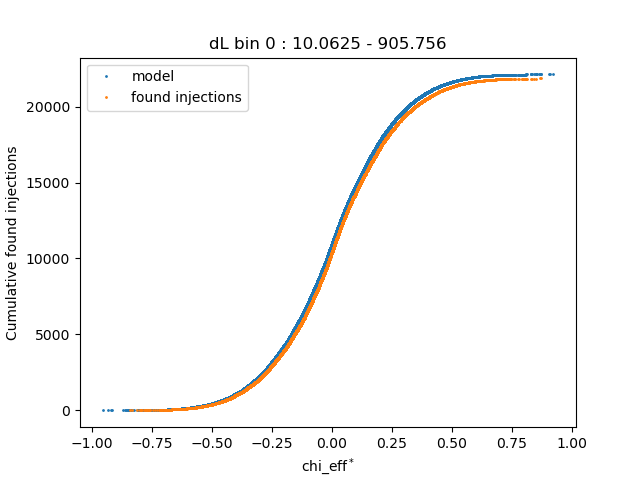 dL bin 0 : 10.0625 - 905.756
model
found injections
Cumulative found injections
20000
15000
10000
5000
0
−1.00 −0.75 −0.50 −0.25 0.00 0.25 0.50 0.75 1.00
chi_eff*